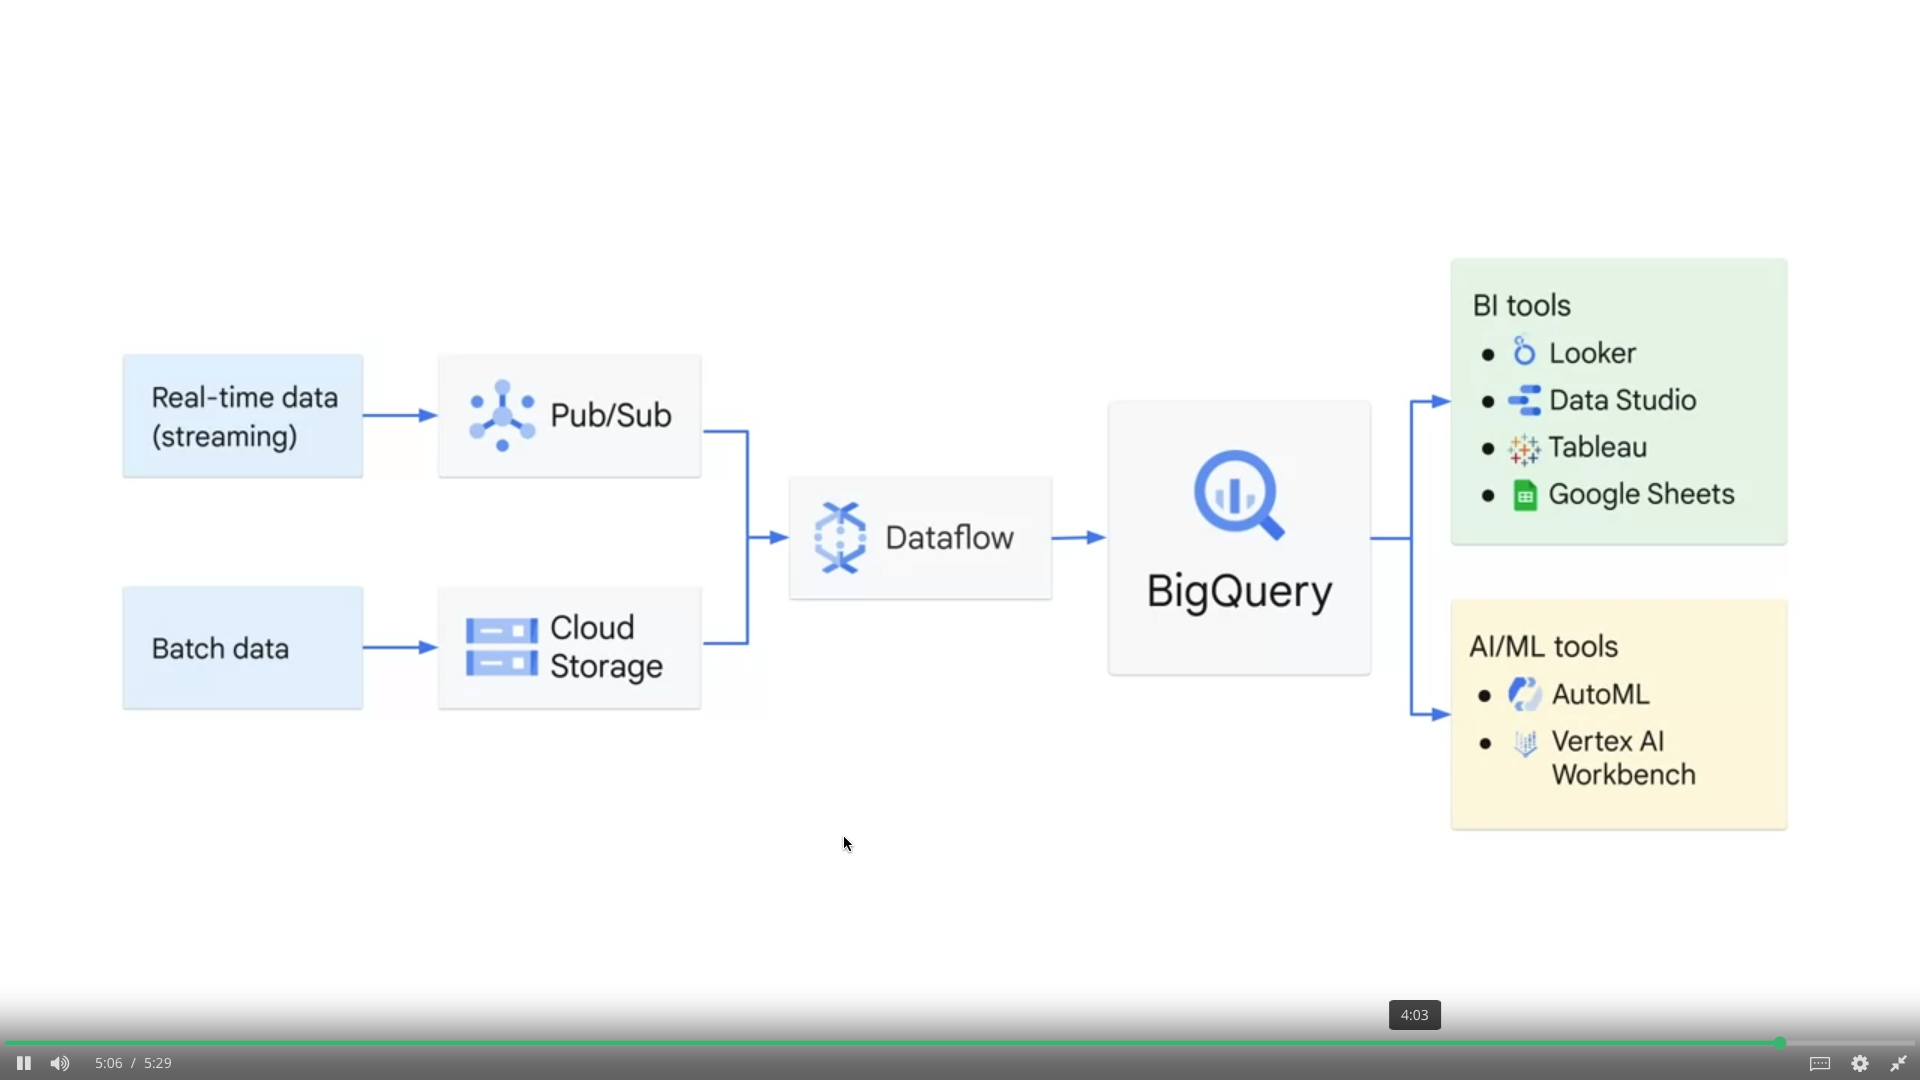 Real-time data
(streaming)
Pub/Sub
Batch data
Cloud
Storage
Dataflow
BigQuery
BI tools
● Looker
● Data Studio
● Tableau
● Google Sheets
AI/ML tools
● AutoML
● Vertex AI
Workbench
4:03
5:06 / 5:29